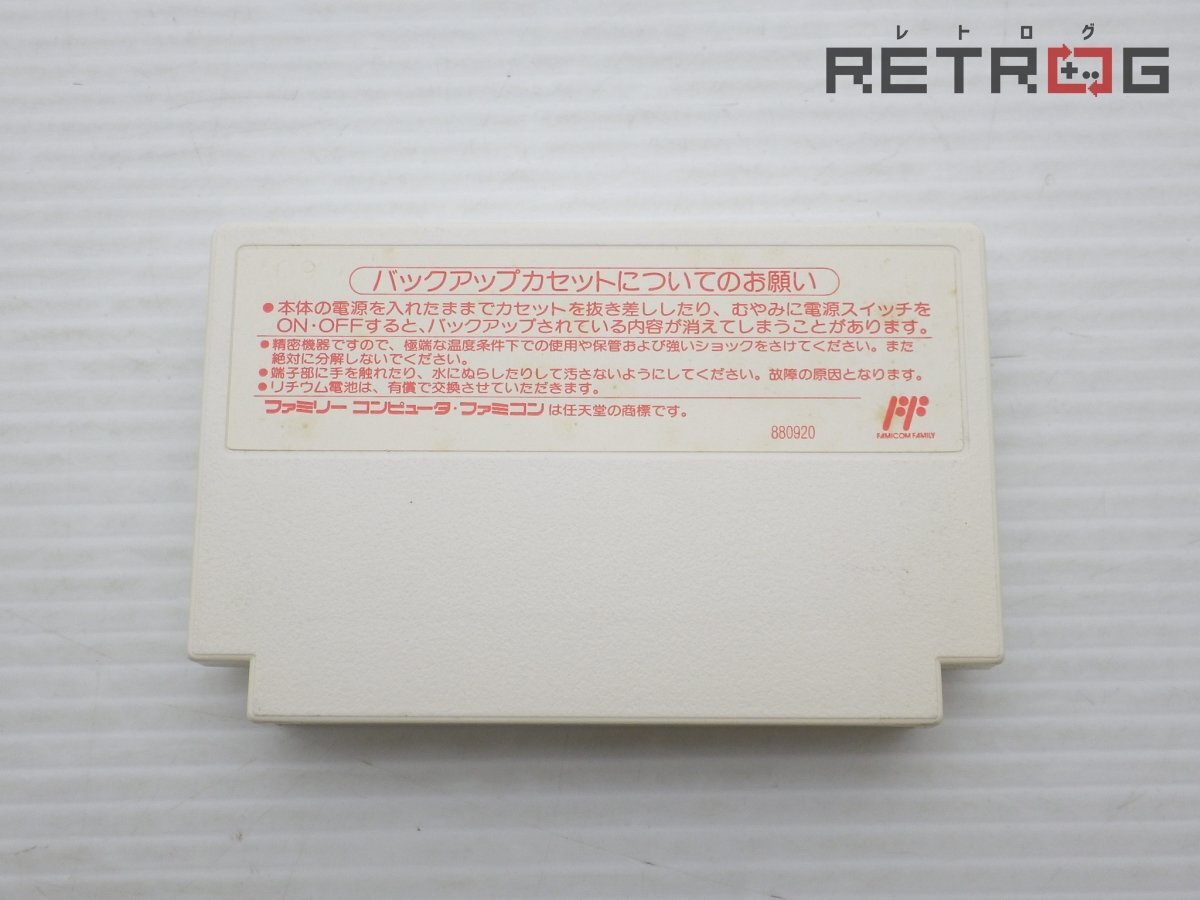 レトログ
RETROG
バックアップカセットについてのお願い
●本体の電源を入れたままでカセットを抜き差ししたり、むやみに電源スイッチを
ON・OFFすると、バックアップされている内容が消えてしまうことがあります。
●精密機器ですので、極端な温度条件下での使用や保管および強いショックをさけてください。また
絶対に分解しないでください。
●端子部に手を触れたり、水にぬらしたりして汚さないようにしてください。故障の原因となります。
●リチウム電池は、有償で交換させていただきます。
ファミリー コンピュータ・ファミコンは任天堂の商標です。
880920
FAMICOM FAMILY